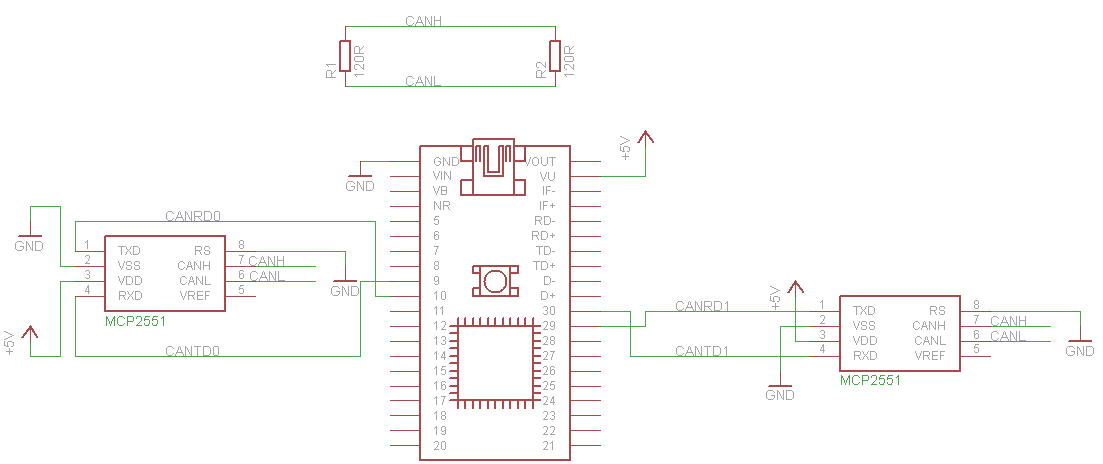 CANH
R1
120R
R2
120R
CANL
+5V
GND
VOUT
GND
VIN
VU
VB
IF-
NR
IF+
CANRD0
5
RD-
6
RD+
GND
1
TXD
RS
8
7
TD-
2
VSS
CANH
7
CANH
8
TD+
3
VDD
CANL
6
CANL
9
D-
4
RXD
VREF
5
GND
10
D+
+5V
MCP2551
11
30
CANRD1
1
TXD
RS
8
12
29
2
VSS
CANH
7
CANH
+5V
13
28
3
VDD
CANL
6
CANL
CANTD0
14
27
CANTD1
4
RXD
VREF
5
GND
15
26
MCP2551
16
25
GND
17
24
18
23
19
22
20
21